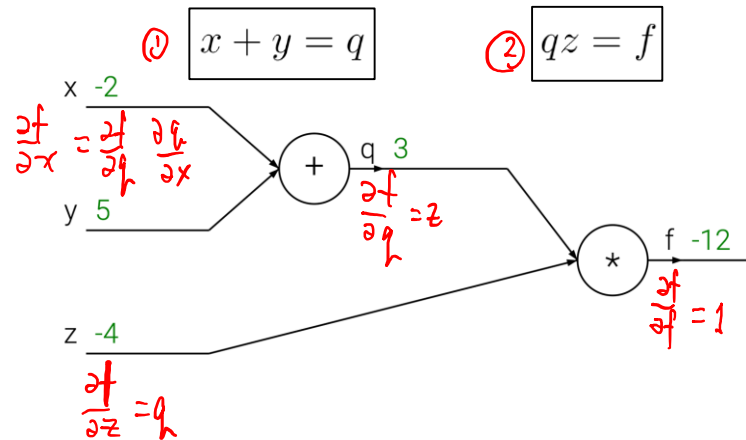 ① x + y = q
② qz = f
x -2
∂f/∂x = ∂f/∂q ∂q/∂x
+
q 3
∂f/∂q = z
y 5
*
f -12
∂f/∂f = 1
z -4
∂f/∂z = q